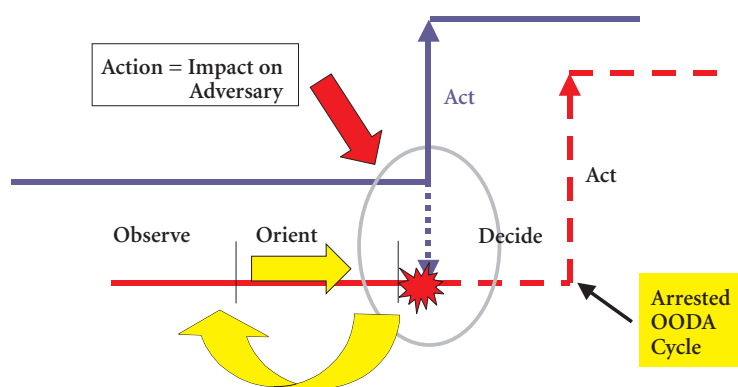 Action = Impact on
Adversary
Act
Act
Observe
Orient
Decide
Arrested
OODA
Cycle